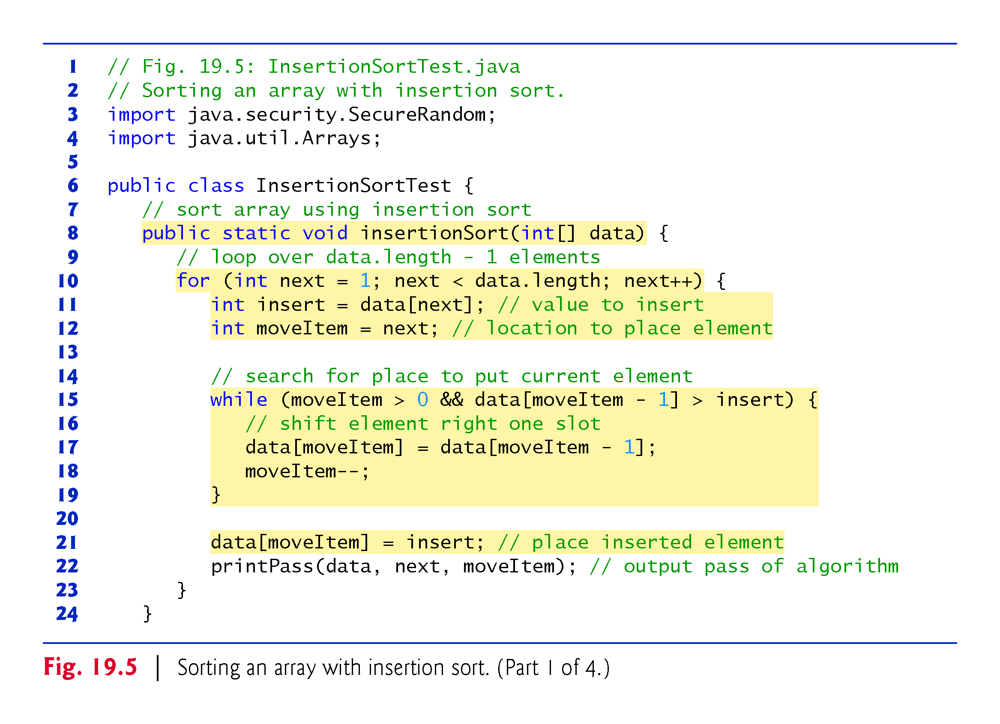 1 // Fig. 19.5: InsertionSortTest.java
2 // Sorting an array with insertion sort.
3 import java.security.SecureRandom;
4 import java.util.Arrays;
5
6 public class InsertionSortTest {
7    // sort array using insertion sort
8    public static void insertionSort(int[] data) {
9       // loop over data.length - 1 elements
10       for (int next = 1; next < data.length; next++) {
11          int insert = data[next]; // value to insert
12          int moveItem = next; // location to place element
13
14          // search for place to put current element
15          while (moveItem > 0 && data[moveItem - 1] > insert) {
16             // shift element right one slot
17             data[moveItem] = data[moveItem - 1];
18             moveItem--;
19          }
20
21          data[moveItem] = insert; // place inserted element
22          printPass(data, next, moveItem); // output pass of algorithm
23       }
24    }
Fig. 19.5 | Sorting an array with insertion sort. (Part 1 of 4.)